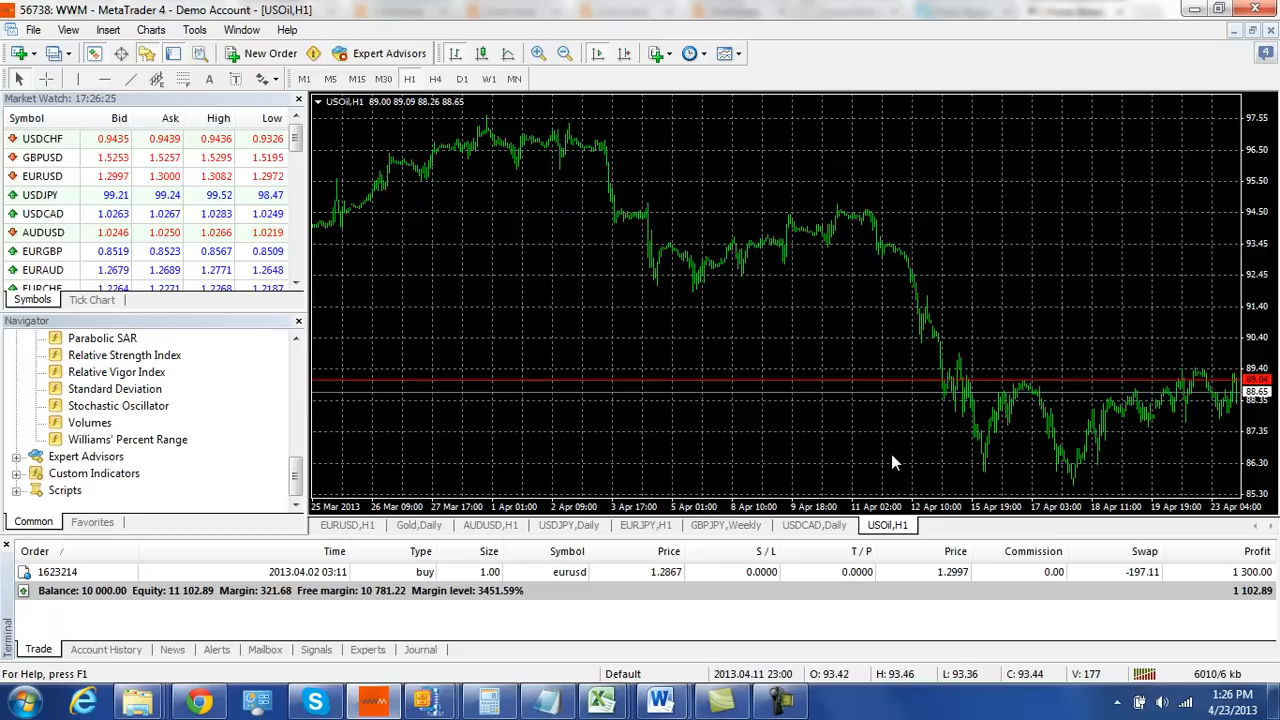 56738: WWM - MetaTrader 4 - Demo Account - [USOil,H1]
File View Insert Charts Tools Window Help
New Order Expert Advisors 4
A T M1 M5 M15 M30 H1 H4 D1 W1 MN
Market Watch: 17:26:25
Symbol Bid Ask High Low
USDCHF 0.9435 0.9439 0.9436 0.9326
GBPUSD 1.5253 1.5257 1.5295 1.5195
EURUSD 1.2997 1.3000 1.3082 1.2972
USDJPY 99.21 99.24 99.52 98.47
USDCAD 1.0263 1.0267 1.0283 1.0249
AUDUSD 1.0246 1.0250 1.0266 1.0219
EURGBP 0.8519 0.8523 0.8567 0.8509
EURAUD 1.2679 1.2689 1.2771 1.2648
EURCHF 1.2264 1.2271 1.2268 1.2187
Symbols Tick Chart
Navigator
Parabolic SAR
Relative Strength Index
Relative Vigor Index
Standard Deviation
Stochastic Oscillator
Volumes
Williams' Percent Range
Expert Advisors
Custom Indicators
Scripts
Common Favorites
USOil,H1 89.00 89.09 88.26 88.65
97.55
96.50
95.50
94.50
93.45
92.45
91.40
90.40
89.40
89.04
88.65
88.35
87.35
86.30
85.30
25 Mar 2013 26 Mar 09:00 27 Mar 17:00 1 Apr 01:00 2 Apr 09:00 3 Apr 17:00 5 Apr 01:00 8 Apr 10:00 9 Apr 18:00 11 Apr 02:00 12 Apr 10:00 15 Apr 19:00 17 Apr 03:00 18 Apr 11:00 19 Apr 19:00 23 Apr 04:00
EURUSD,H1 Gold,Daily AUDUSD,H1 USDJPY,Daily EURJPY,H1 GBPJPY,Weekly USDCAD,Daily USOil,H1
Order / Time Type Size Symbol Price S / L T / P Price Commission Swap Profit
1623214 2013.04.02 03:11 buy 1.00 eurusd 1.2867 0.0000 0.0000 1.2997 0.00 -197.11 1 300.00
Balance: 10 000.00 Equity: 11 102.89 Margin: 321.68 Free margin: 10 781.22 Margin level: 3451.59% 1 102.89
Terminal
Trade Account History News Alerts Mailbox Signals Experts Journal
For Help, press F1 Default 2013.04.11 23:00 O: 93.42 H: 93.46 L: 93.36 C: 93.44 V: 177 6010/6 kb
WWM
1:26 PM
4/23/2013